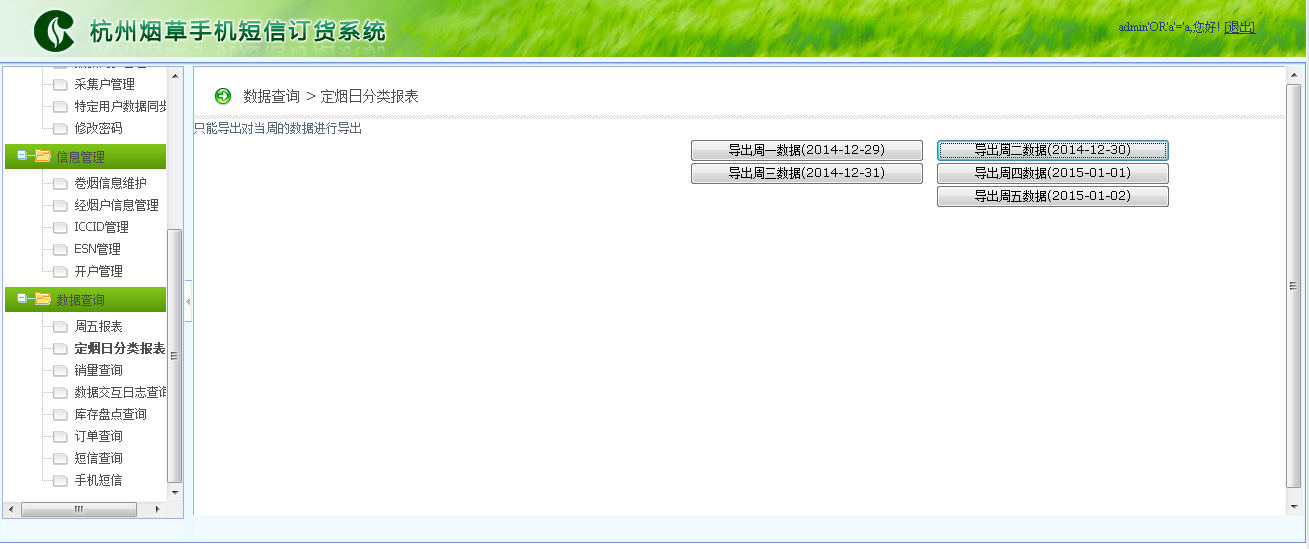 杭州烟草手机短信订货系统
admin'OR'a'='a,您好! [退出]
采集户管理
特定用户数据同步
修改密码
信息管理
卷烟信息维护
经烟户信息管理
ICCID管理
ESN管理
开户管理
数据查询
周五报表
定烟日分类报表
销量查询
数据交互日志查询
库存盘点查询
订单查询
短信查询
手机短信
数据查询 > 定烟日分类报表
只能导出对当周的数据进行导出
导出周一数据(2014-12-29)
导出周二数据(2014-12-30)
导出周三数据(2014-12-31)
导出周四数据(2015-01-01)
导出周五数据(2015-01-02)